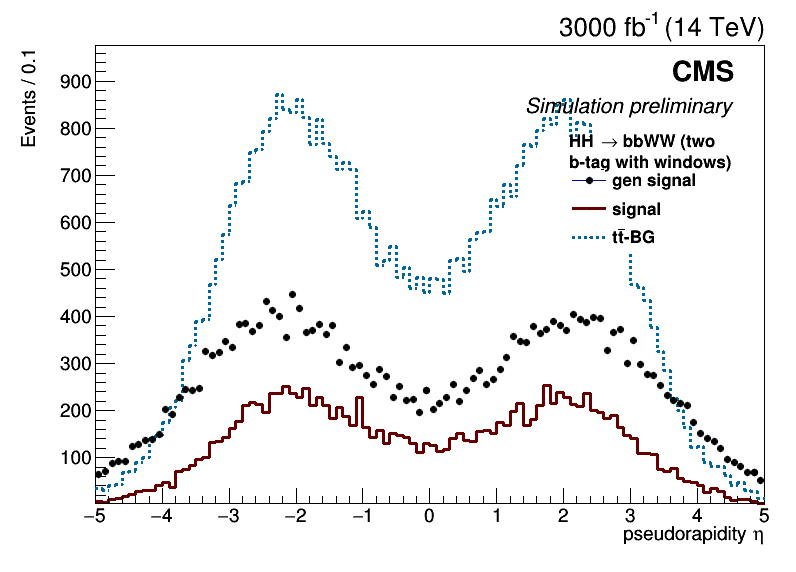 3000 fb-1 (14 TeV)
CMS
Simulation preliminary
HH → bbWW (two
b-tag with windows)
gen signal
signal
tt̄-BG
Events / 0.1
900
800
700
600
500
400
300
200
100
−5 −4 −3 −2 −1 0 1 2 3 4 5
pseudorapidity η